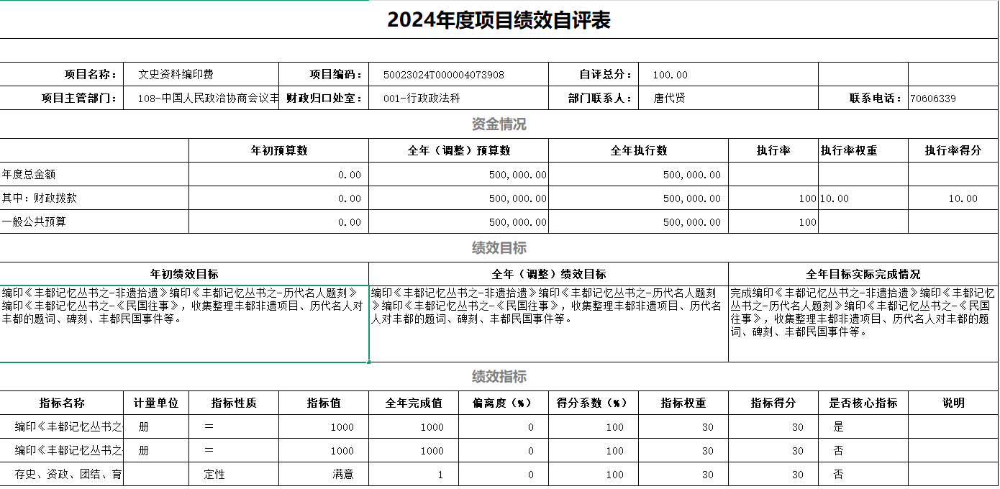 2024年度项目绩效自评表
项目名称： 文史资料编印费 项目编码： 50023024T000004073908 自评总分： 100.00
项目主管部门： 108-中国人民政治协商会议丰 财政归口处室： 001-行政政法科 部门联系人： 唐代贤 联系电话： 70606339
资金情况
年初预算数 全年（调整）预算数 全年执行数 执行率 执行率权重 执行率得分
年度总金额 0.00 500,000.00 500,000.00
其中：财政拨款 0.00 500,000.00 500,000.00 100 10.00 10.00
一般公共预算 0.00 500,000.00 500,000.00 100
绩效目标
年初绩效目标 全年（调整）绩效目标 全年目标实际完成情况
编印《丰都记忆丛书之-非遗拾遗》编印《丰都记忆丛书之-历代名人题刻》
编印《丰都记忆丛书之-《民国往事》，收集整理丰都非遗项目、历代名人对
丰都的题词、碑刻、丰都民国事件等。
编印《丰都记忆丛书之-非遗拾遗》编印《丰都记忆丛书之-历代名人题刻
》编印《丰都记忆丛书之-《民国往事》，收集整理丰都非遗项目、历代名
人对丰都的题词、碑刻、丰都民国事件等。
完成编印《丰都记忆丛书之-非遗拾遗》编印《丰都记忆
丛书之-历代名人题刻》编印《丰都记忆丛书之-《民国
往事》，收集整理丰都非遗项目、历代名人对丰都的题
词、碑刻、丰都民国事件等。
绩效指标
指标名称 计量单位 指标性质 指标值 全年完成值 偏离度（%） 得分系数（%） 指标权重 指标得分 是否核心指标 说明
编印《丰都记忆丛书之- 册 ＝ 1000 1000 0 100 30 30 是
编印《丰都记忆丛书之- 册 ＝ 1000 1000 0 100 30 30 否
存史、资政、团结、育 定性 满意 1 0 100 30 30 否